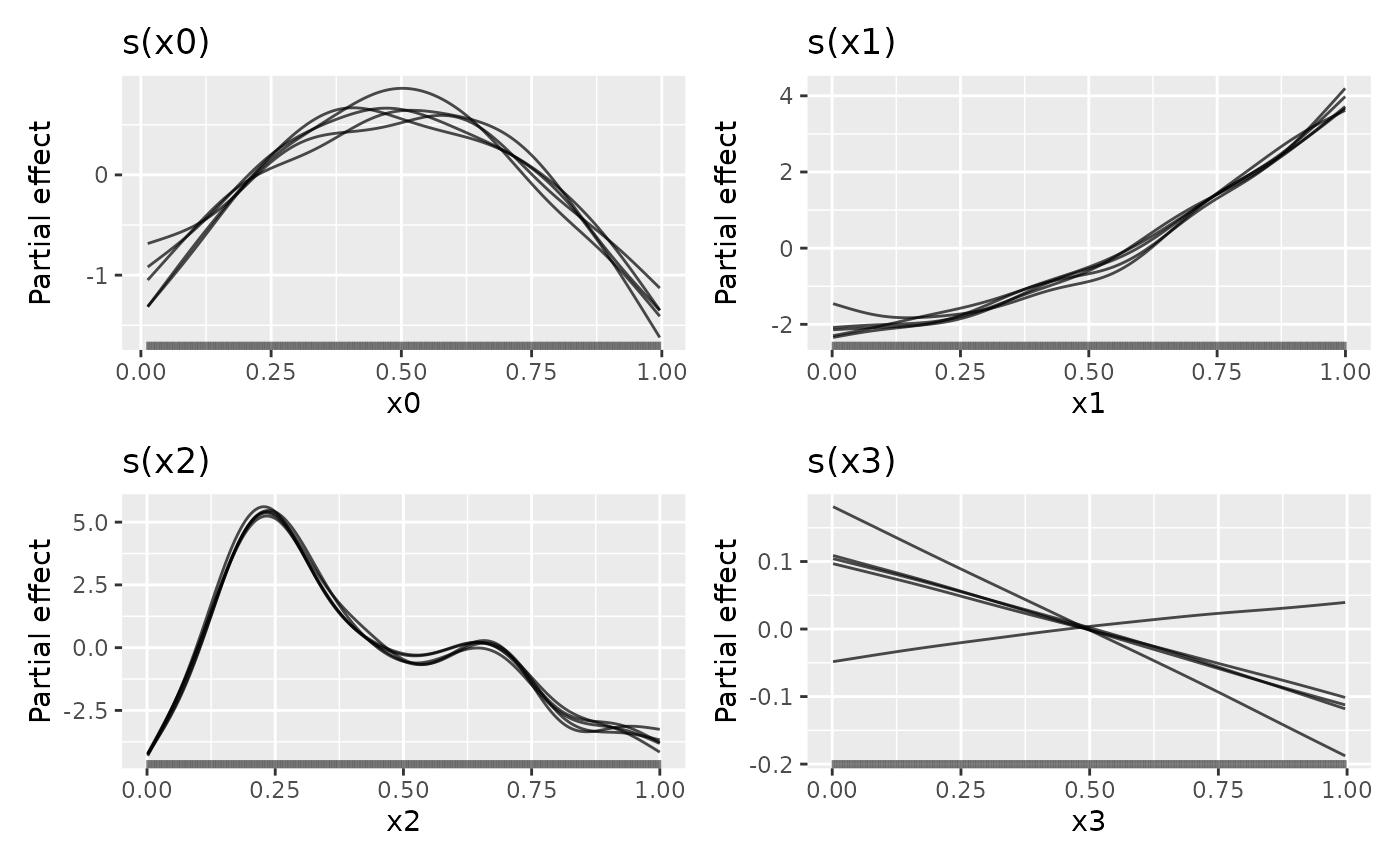 s(x0)
Partial effect
0
-1
0.00 0.25 0.50 0.75 1.00
x0
s(x1)
Partial effect
4
2
0
-2
0.00 0.25 0.50 0.75 1.00
x1
s(x2)
Partial effect
5.0
2.5
0.0
-2.5
0.00 0.25 0.50 0.75 1.00
x2
s(x3)
Partial effect
0.1
0.0
-0.1
-0.2
0.00 0.25 0.50 0.75 1.00
x3